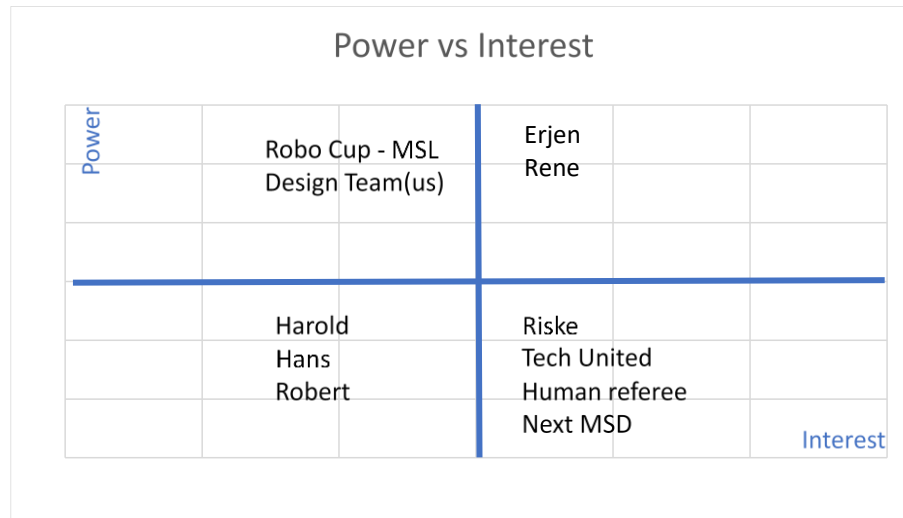 Power vs Interest
Power
Robo Cup - MSL
Design Team(us)
Erjen
Rene
Harold
Hans
Robert
Riske
Tech United
Human referee
Next MSD
Interest